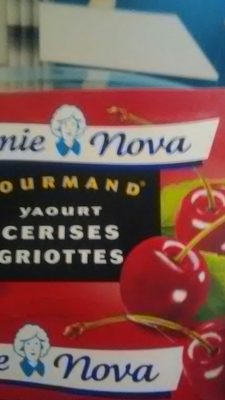 nie Nova
OURMAND®
YAOURT
CERISES
GRIOTTES
e Nova